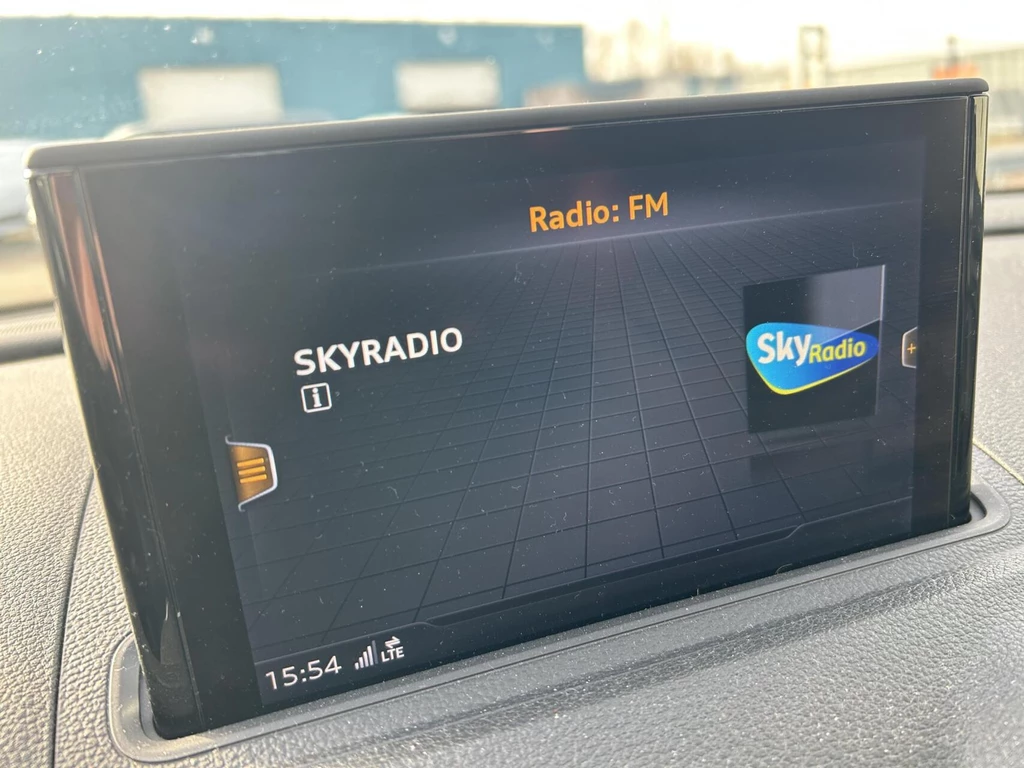 Radio: FM
SKYRADIO
i
Sky Radio
+
15:54 LTE